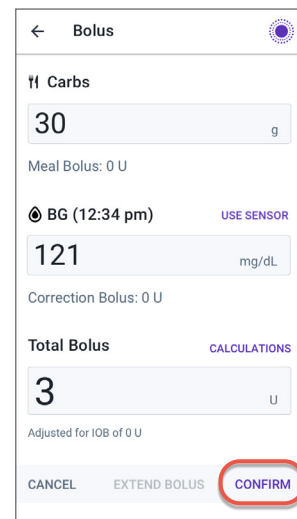 Bolus
Carbs
30 g
Meal Bolus: 0 U
BG (12:34 pm) USE SENSOR
121 mg/dL
Correction Bolus: 0 U
Total Bolus CALCULATIONS
3 U
Adjusted for IOB of 0 U
CANCEL EXTEND BOLUS CONFIRM